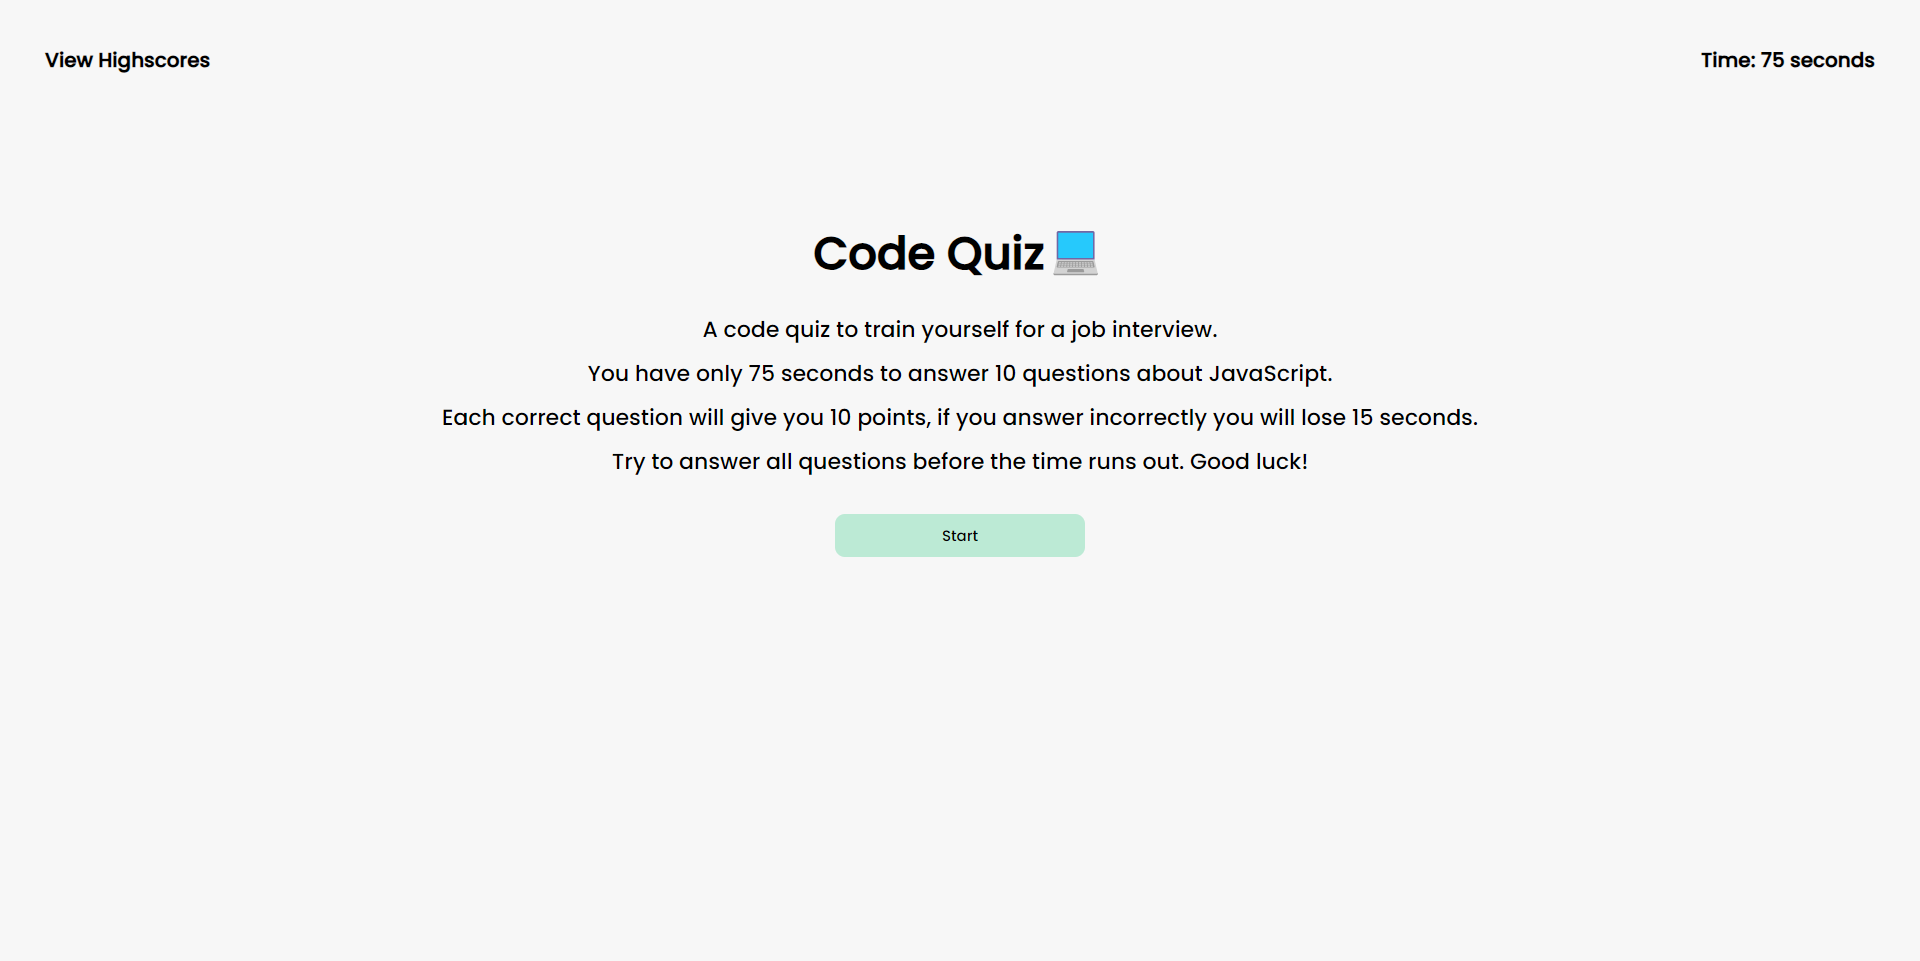 View Highscores
Time: 75 seconds
Code Quiz 💻
A code quiz to train yourself for a job interview.
You have only 75 seconds to answer 10 questions about JavaScript.
Each correct question will give you 10 points, if you answer incorrectly you will lose 15 seconds.
Try to answer all questions before the time runs out. Good luck!
Start